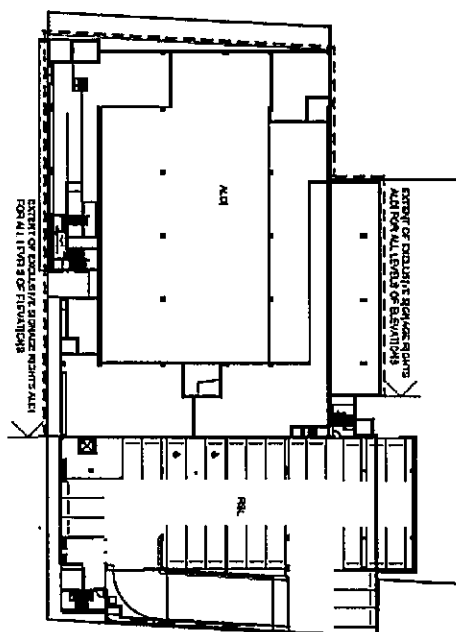 ALDI
EXTENT OF EXCLUSIVE SIGNAGE RIGHTS
ALDI FOR ALL LEVELS OF ELEVATIONS
EXTENT OF EXCLUSIVE SIGNAGE RIGHTS ALDI
FOR ALL LEVELS OF ELEVATIONS
RSL